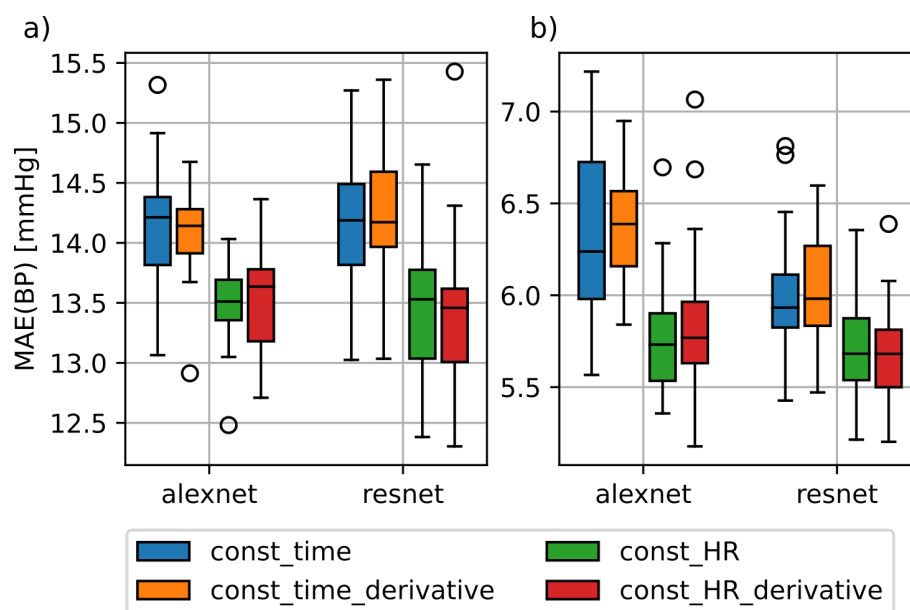 a)
b)
MAE(BP) [mmHg]
15.5
15.0
14.5
14.0
13.5
13.0
12.5
alexnet
resnet
7.0
6.5
6.0
5.5
alexnet
resnet
const_time
const_HR
const_time_derivative
const_HR_derivative